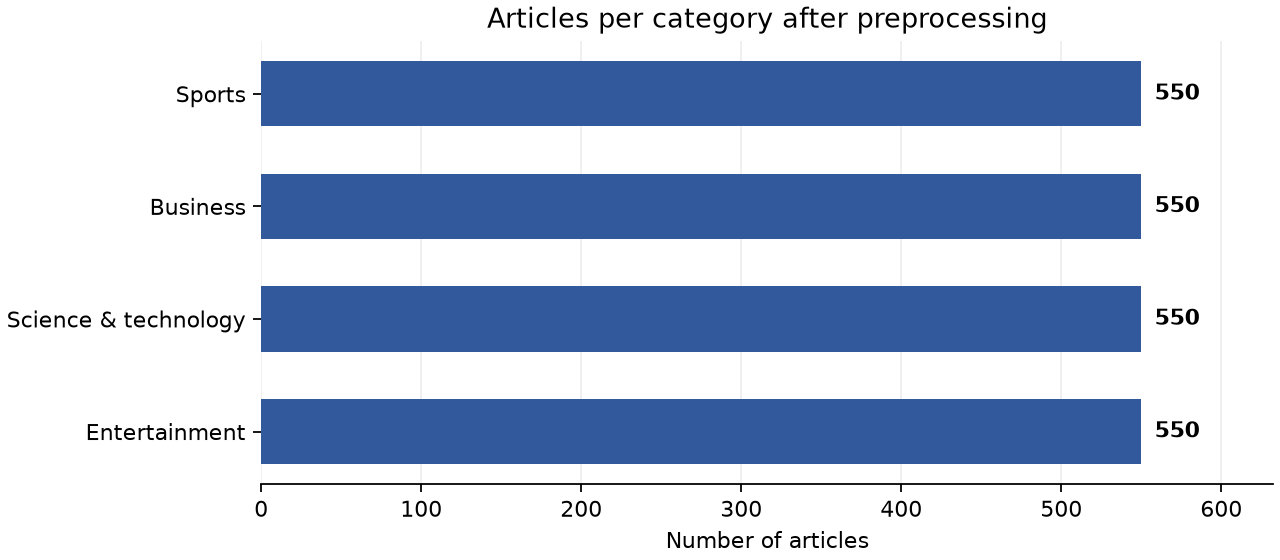 Articles per category after preprocessing
Sports 550
Business 550
Science & technology 550
Entertainment 550
0 100 200 300 400 500 600
Number of articles